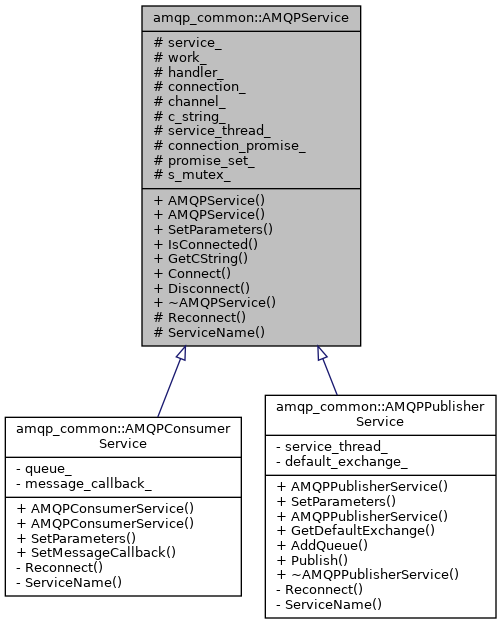 amqp_common::AMQPService
# service_
# work_
# handler_
# connection_
# channel_
# c_string_
# service_thread_
# connection_promise_
# promise_set_
# s_mutex_
+ AMQPService()
+ AMQPService()
+ SetParameters()
+ IsConnected()
+ GetCString()
+ Connect()
+ Disconnect()
+ ~AMQPService()
# Reconnect()
# ServiceName()
amqp_common::AMQPConsumer
Service
- queue_
- message_callback_
+ AMQPConsumerService()
+ AMQPConsumerService()
+ SetParameters()
+ SetMessageCallback()
- Reconnect()
- ServiceName()
amqp_common::AMQPPublisher
Service
- service_thread_
- default_exchange_
+ AMQPPublisherService()
+ SetParameters()
+ AMQPPublisherService()
+ GetDefaultExchange()
+ AddQueue()
+ Publish()
+ ~AMQPPublisherService()
- Reconnect()
- ServiceName()